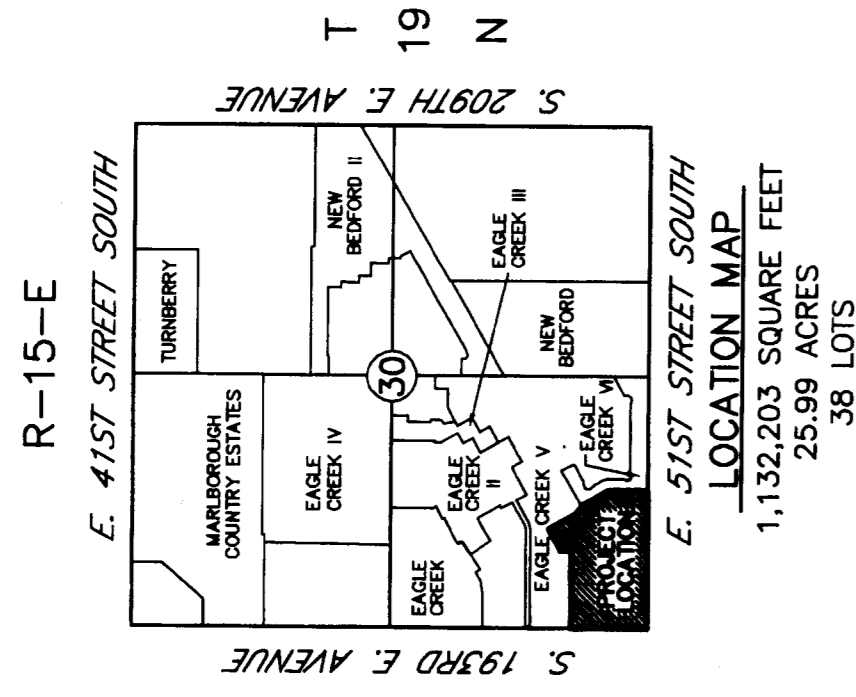 R-15-E
E. 41ST STREET SOUTH
S. 209TH E. AVENUE
T
19
N
TURNBERRY
MARLBOROUGH
COUNTRY ESTATES
NEW
BEDFORD II
EAGLE
CREEK IV
30
EAGLE
CREEK III
EAGLE
CREEK
II
EAGLE
CREEK
NEW
BEDFORD
EAGLE CREEK V
EAGLE
CREEK VI
PROJECT
LOCATION
S. 193RD E. AVENUE
E. 51ST STREET SOUTH
LOCATION MAP
1,132,203 SQUARE FEET
25.99 ACRES
38 LOTS